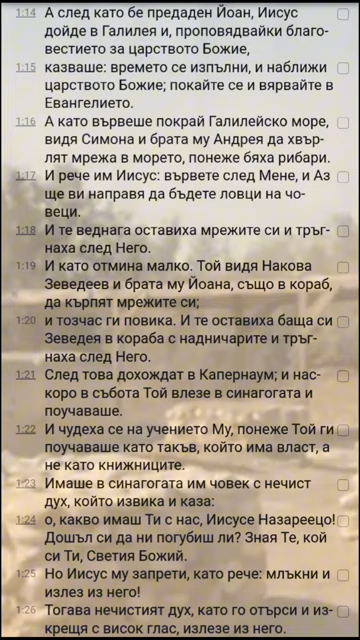 1:14 А след като бе предаден Йоан, Иисус
дойде в Галилея и, проповядвайки благо-
вестието за царството Божие,
1:15 казваше: времето се изпълни, и наближи
царството Божие; покайте се и вярвайте в
Евангелието.
1:16 А като вървеше покрай Галилейско море,
видя Симона и брата му Андрея да хвър-
лят мрежа в морето, понеже бяха рибари.
1:17 И рече им Иисус: вървете след Мене, и Аз
ще ви направя да бъдете ловци на чо-
веци.
1:18 И те веднага оставиха мрежите си и тръг-
наха след Него.
1:19 И като отмина малко. Той видя Накова
Зеведеев и брата му Йоана, също в кораб,
да кърпят мрежите си;
1:20 и тозчас ги повика. И те оставиха баща си
Зеведея в кораба с надничарите и тръг-
наха след Него.
1:21 След това дохождат в Капернаум; и нас-
коро в събота Той влезе в синагогата и
поучаваше.
1:22 И чудеха се на учението Му, понеже Той ги
поучаваше като такъв, който има власт, а
не като книжниците.
1:23 Имаше в синагогата им човек с нечист
дух, който извика и каза:
1:24 о, какво имаш Ти с нас, Иисусе Назареецо!
Дошъл си да ни погубиш ли? Зная Те, кой
си Ти, Светия Божий.
1:25 Но Иисус му запрети, като рече: млъкни и
излез из него!
1:26 Тогава нечистият дух, като го отърси и из-
крещя с висок глас, излезе из него.